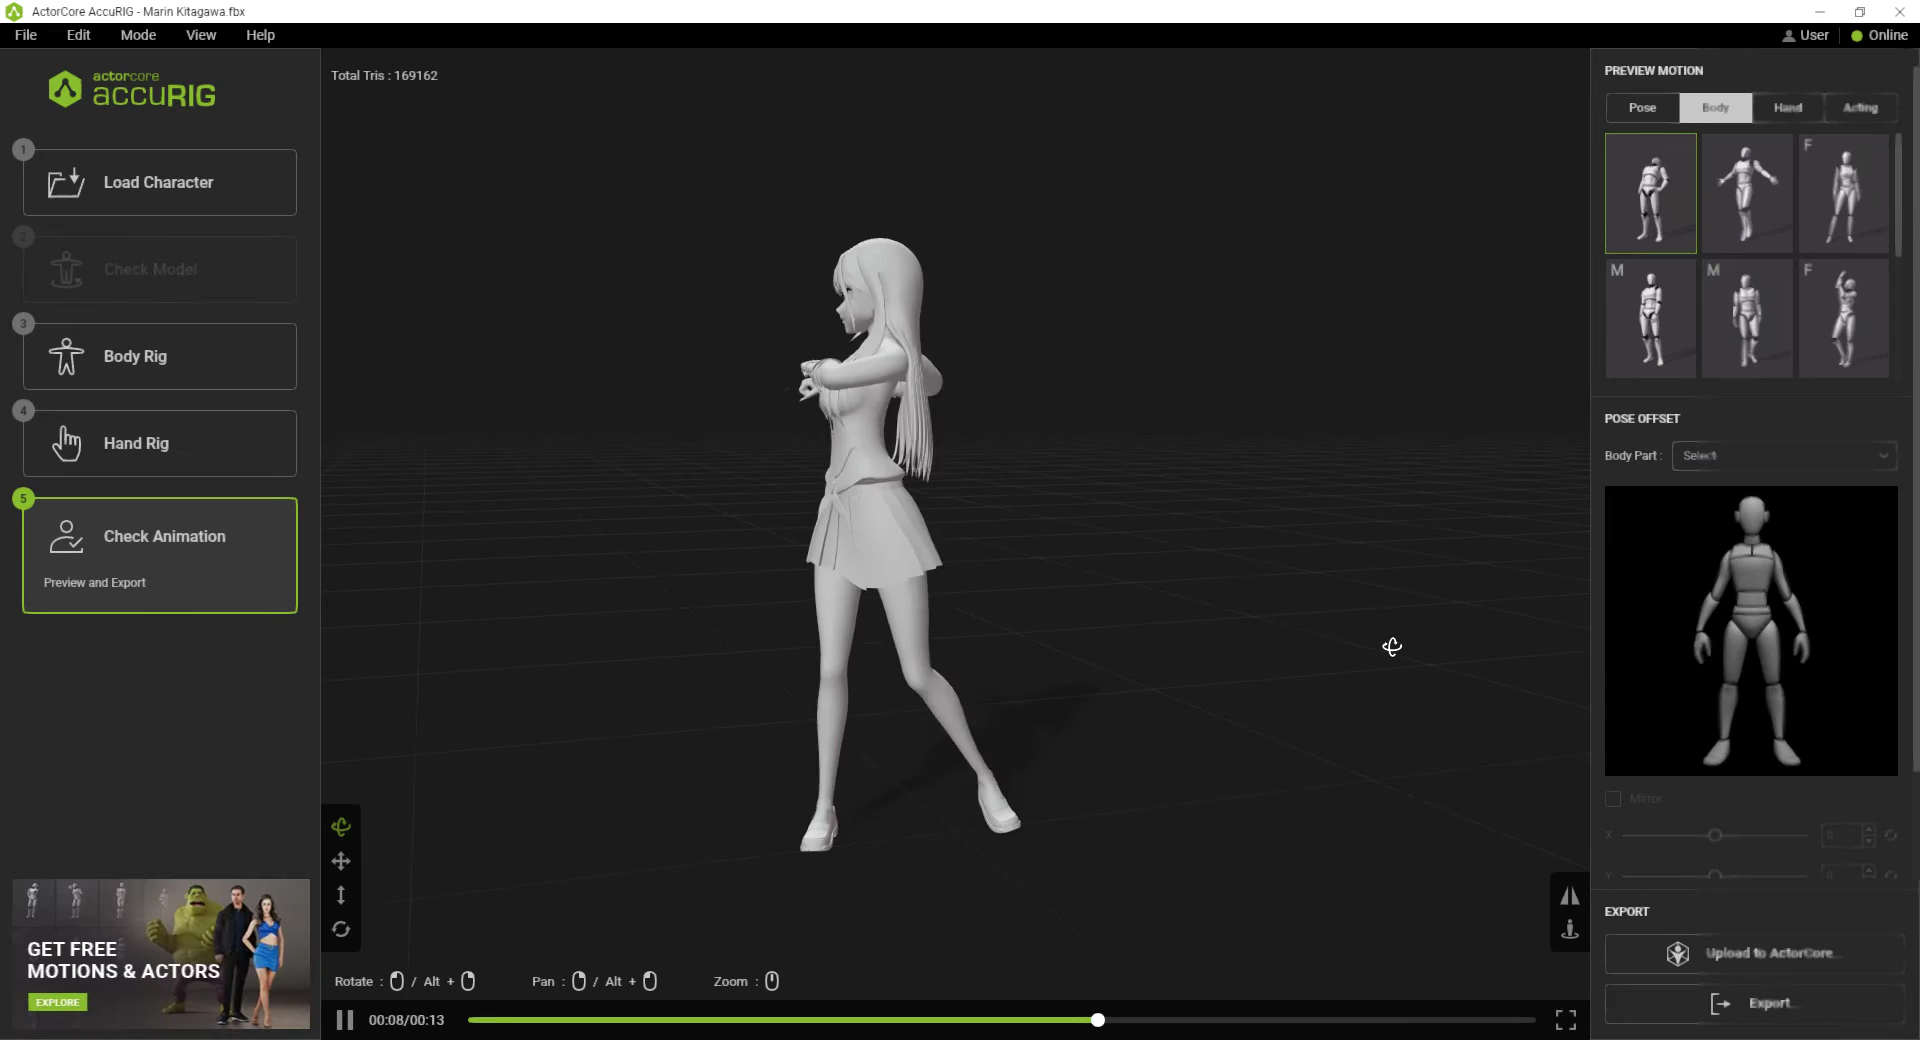 ActorCore AccuRIG - Marin Kitagawa.fbx
File Edit Mode View Help
User Online
actorcore
accuRIG
1
Load Character
2
Check Model
3
Body Rig
4
Hand Rig
5
Check Animation
Preview and Export
GET FREE
MOTIONS & ACTORS
EXPLORE
Total Tris : 169162
Rotate : / Alt +
Pan : / Alt +
Zoom :
00:08/00:13
PREVIEW MOTION
Pose Body Hand Acting
F
M M F
POSE OFFSET
Body Part : Select
Mirror
X 0
Y 0
EXPORT
Upload to ActorCore...
Export...